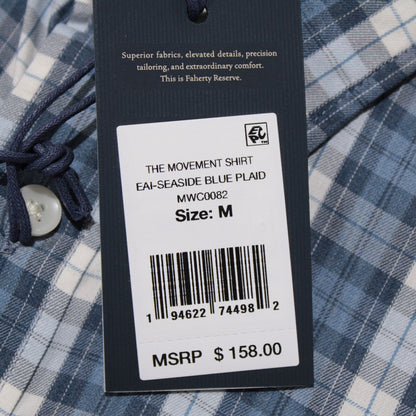 Superior fabrics, elevated details, precision
tailoring, and extraordinary comfort.
This is Faherty Reserve.
THE MOVEMENT SHIRT
EAI-SEASIDE BLUE PLAID
MWC0082
Size: M
1 94622 74498 2
MSRP $ 158.00